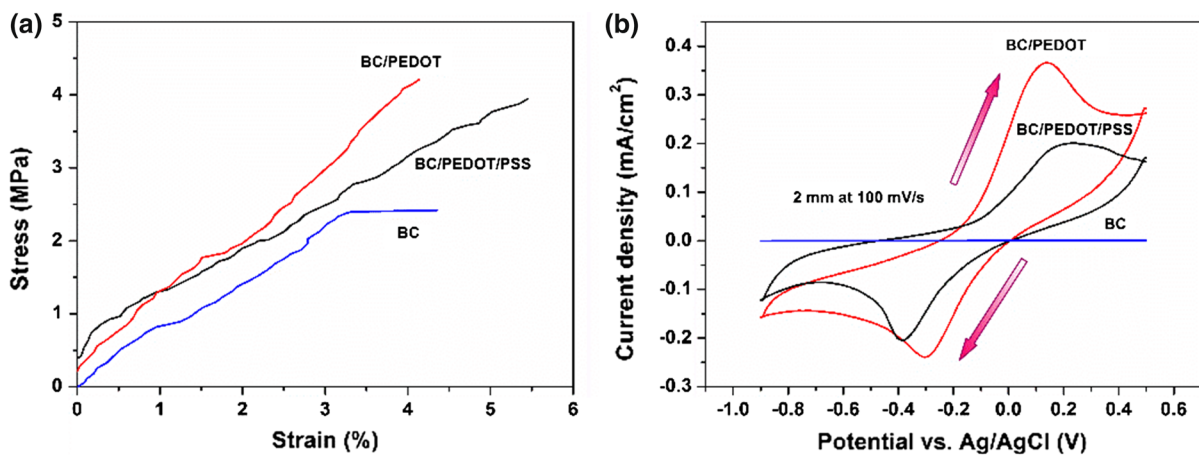 (a)
5
4
3
2
1
0
Stress (MPa)
BC/PEDOT
BC/PEDOT/PSS
BC
0 1 2 3 4 5 6
Strain (%)
(b)
0.4
0.3
0.2
0.1
0.0
-0.1
-0.2
-0.3
Current density (mA/cm²)
BC/PEDOT
BC/PEDOT/PSS
2 mm at 100 mV/s
BC
-1.0 -0.8 -0.6 -0.4 -0.2 0.0 0.2 0.4 0.6
Potential vs. Ag/AgCl (V)